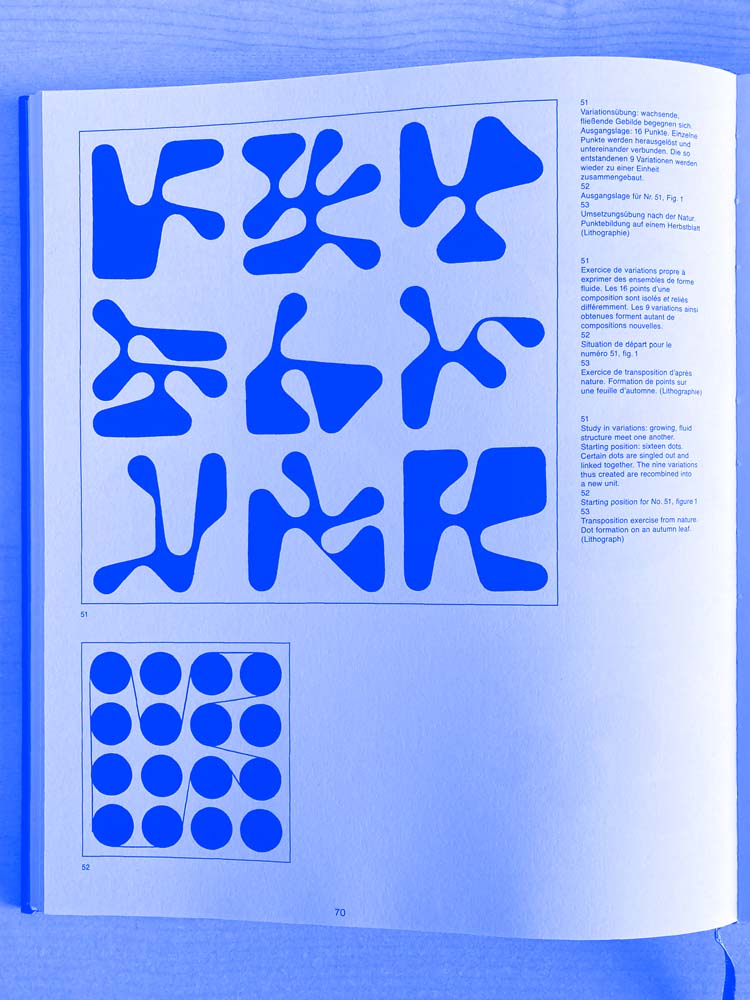 51
Variationsübung: wachsende,
fließende Gebilde begegnen sich.
Ausgangslage: 16 Punkte. Einzelne
Punkte werden herausgelöst und
untereinander verbunden. Die so
entstandenen 9 Variationen werden
wieder zu einer Einheit
zusammengebaut.
52
Ausgangslage für Nr. 51, Fig. 1
53
Umsetzungsübung nach der Natur.
Punktebildung auf einem Herbstblatt
(Lithographie)
51
Exercice de variations propre à
exprimer des ensembles de forme
fluide. Les 16 points d'une
composition sont isolés et reliés
différemment. Les 9 variations ainsi
obtenues forment autant de
compositions nouvelles.
52
Situation de départ pour le
numéro 51, fig. 1
53
Exercice de transposition d'après
nature. Formation de points sur
une feuille d'automne. (Lithographie)
51
Study in variations: growing, fluid
structure meet one another.
Starting position: sixteen dots.
Certain dots are singled out and
linked together. The nine variations
thus created are recombined into
a new unit.
52
Starting position for No. 51, figure 1
53
Transposition exercise from nature.
Dot formation on an autumn leaf.
(Lithograph)
51
52
70